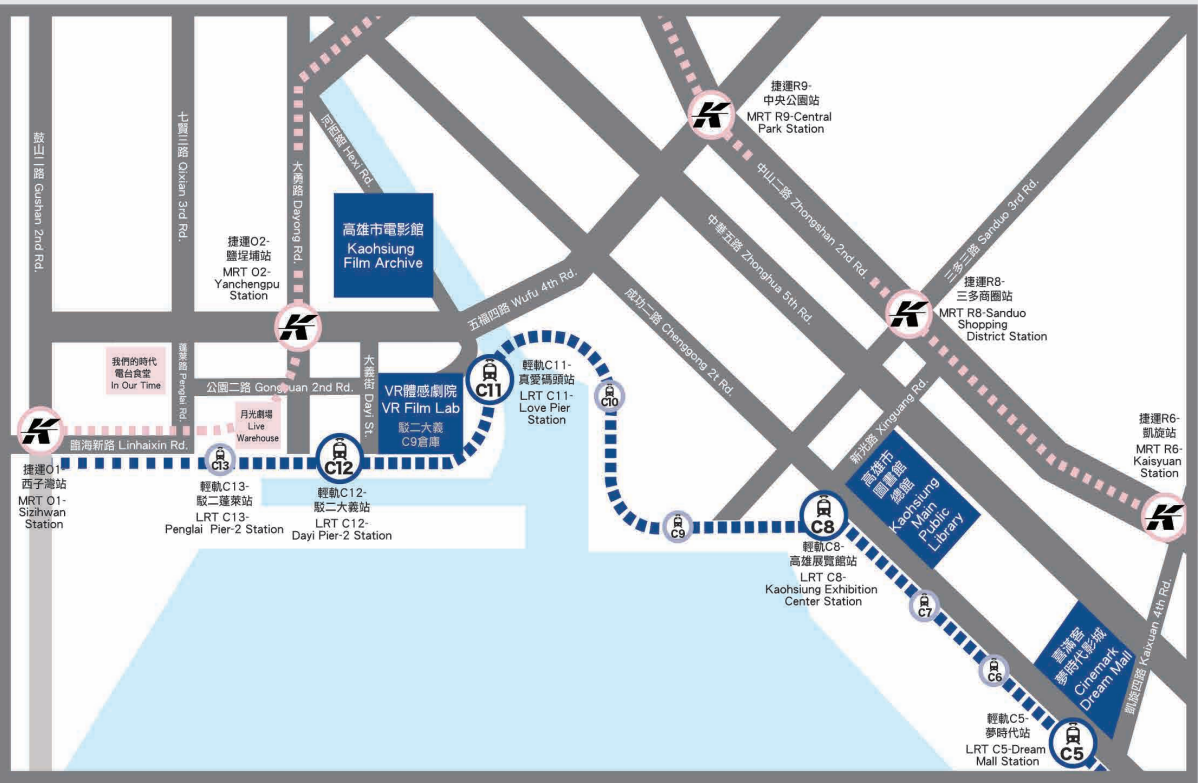 鼓山二路 Gushan 2nd Rd.
七賢三路 Qixian 3rd Rd.
大勇路 Dayong Rd.
河西路 Hexi Rd.
高雄市電影館
Kaohsiung
Film Archive
捷運O2-
鹽埕埔站
MRT O2-
Yanchengpu
Station
五福四路 Wufu 4th Rd.
捷運R9-
中央公園站
MRT R9-Central
Park Station
中山二路 Zhongshan 2nd Rd.
中華五路 Zhonghua 5th Rd.
三多三路 Sanduo 3rd Rd.
成功二路 Chenggong 2t Rd.
捷運R8-
三多商圈站
MRT R8-Sanduo
Shopping
District Station
我們的時代
電台食堂
In Our Time
蓬萊路 Penglai Rd.
公園二路 Gongyuan 2nd Rd.
大義街 Dayi St.
月光劇場
Live
Warehouse
VR體感劇院
VR Film Lab
駁二大義
C9倉庫
C11
輕軌C11-
真愛碼頭站
LRT C11-
Love Pier
Station
C10
臨海新路 Linhaixin Rd.
捷運O1-
西子灣站
MRT O1-
Sizihwan
Station
C13
輕軌C13-
駁二蓬萊站
LRT C13-
Penglai Pier-2 Station
C12
輕軌C12-
駁二大義站
LRT C12-
Dayi Pier-2 Station
C9
C8
輕軌C8-
高雄展覽館站
LRT C8-
Kaohsiung Exhibition
Center Station
新光路 Xinguang Rd.
高雄市
圖書館
總館
Kaohsiung
Main
Public
Library
捷運R6-
凱旋站
MRT R6-
Kaisyuan
Station
C7
C6
喜滿客
夢時代影城
Cinemark
Dream Mall
凱旋四路 Kaixuan 4th Rd.
輕軌C5-
夢時代站
LRT C5-Dream
Mall Station
C5